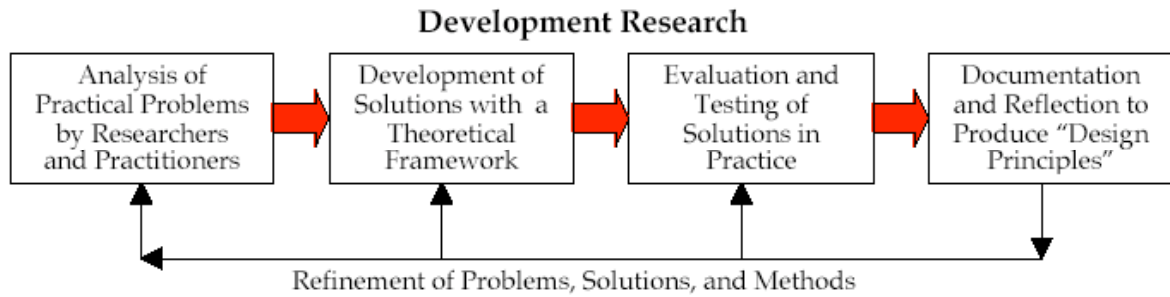 Development Research
Analysis of
Practical Problems
by Researchers
and Practitioners
Development of
Solutions with a
Theoretical
Framework
Evaluation and
Testing of
Solutions in
Practice
Documentation
and Reflection to
Produce “Design
Principles”
Refinement of Problems, Solutions, and Methods